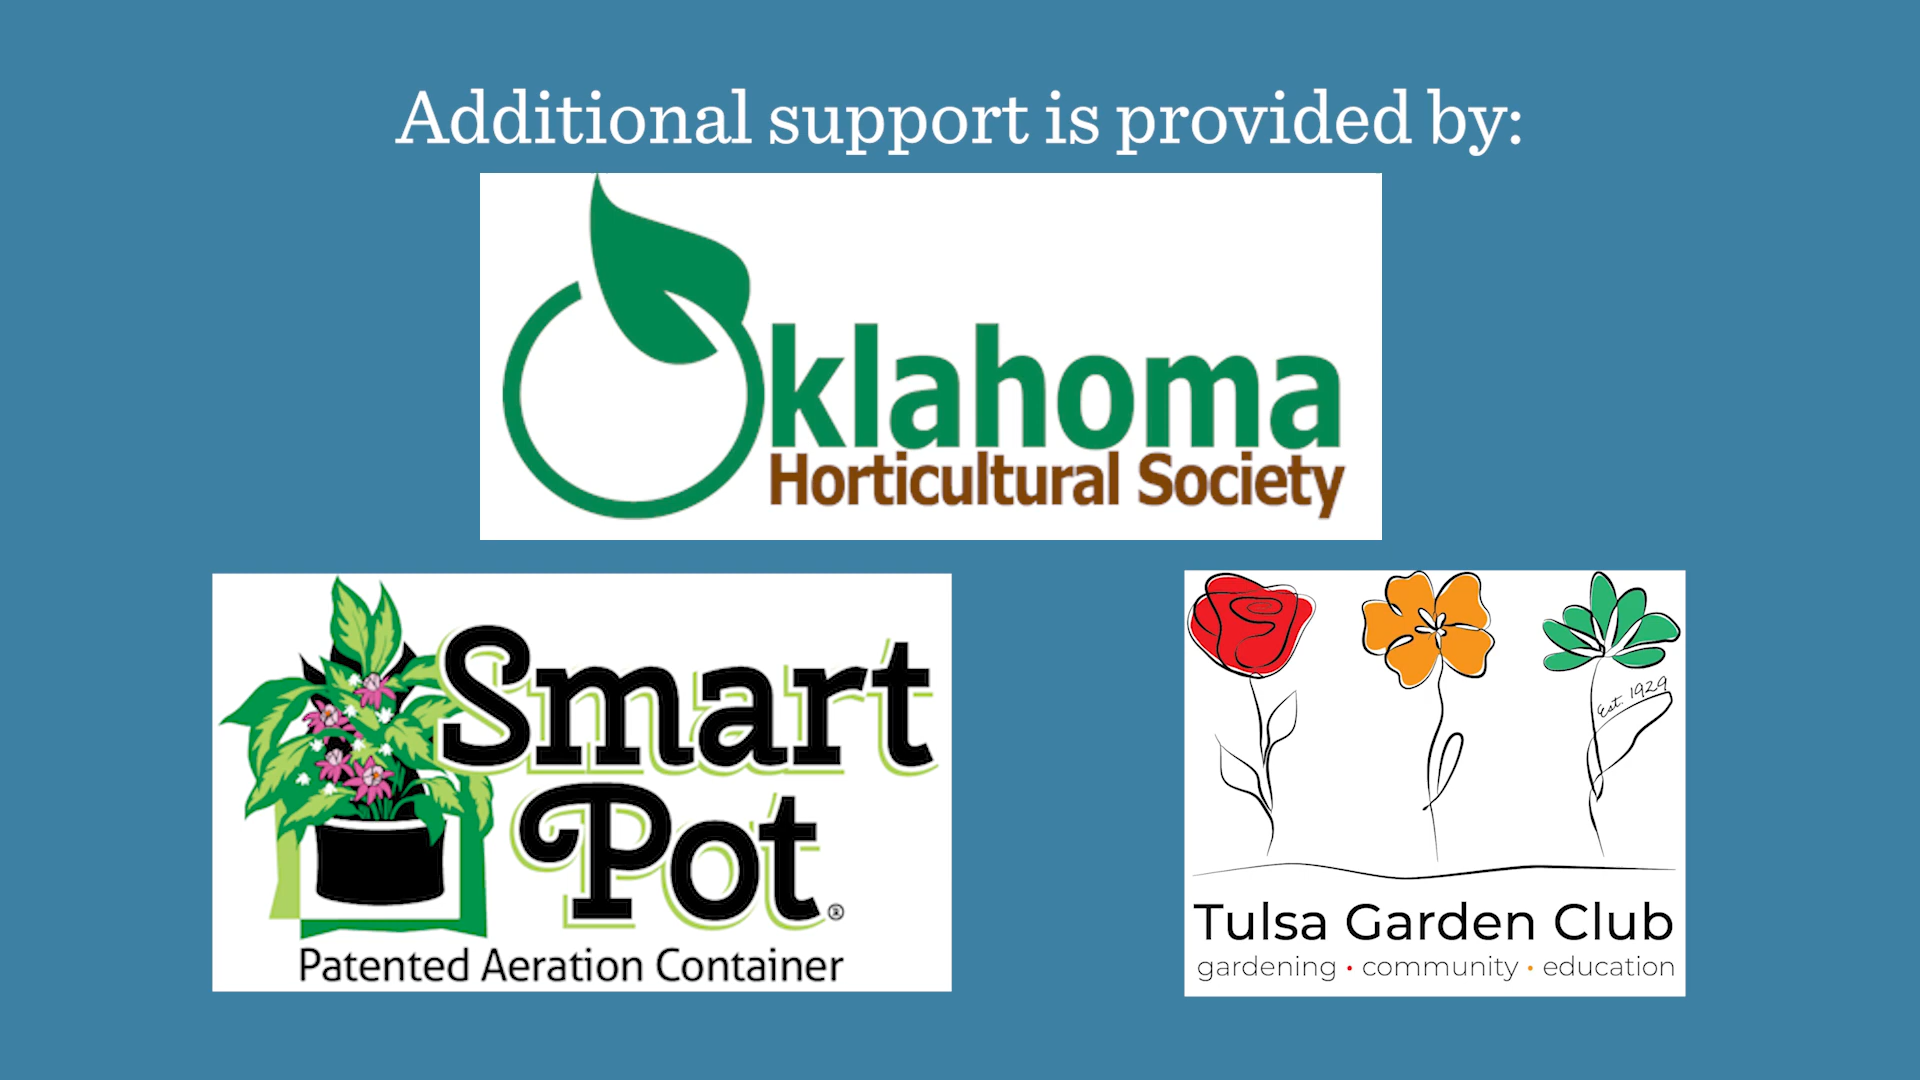 Additional support is provided by:
Oklahoma
Horticultural Society
Smart
Pot®
Patented Aeration Container
Est. 1929
Tulsa Garden Club
gardening • community • education